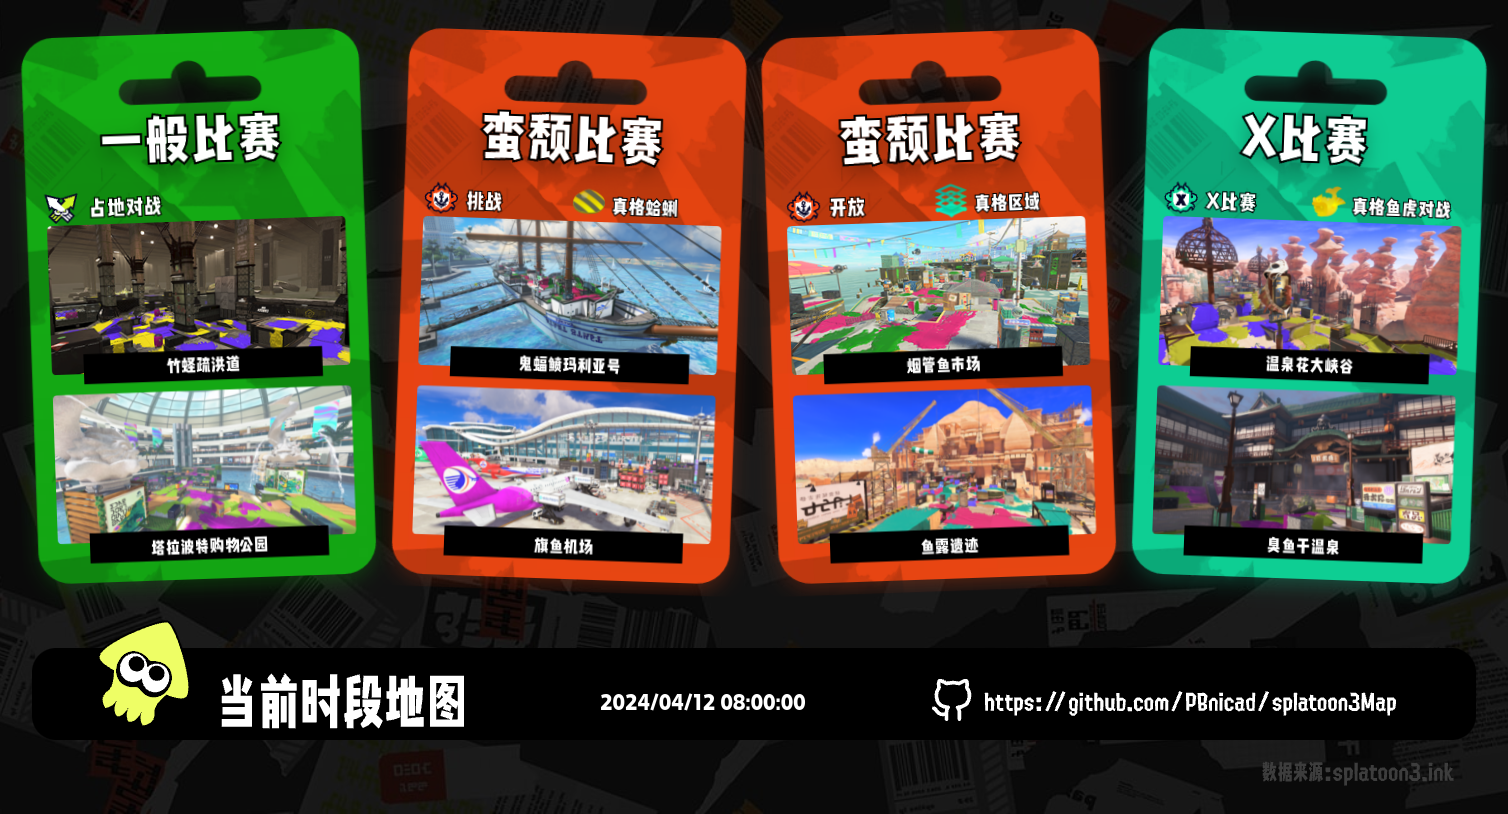 一般比赛
占地对战
竹蛏疏洪道
塔拉波特购物公园
蛮颓比赛
挑战
真格蛤蜊
鬼蝠鲼玛利亚号
旗鱼机场
蛮颓比赛
开放
真格区域
烟管鱼市场
鱼露遗迹
X比赛
X比赛
真格鱼虎对战
温泉花大峡谷
臭鱼干温泉
当前时段地图
2024/04/12 08:00:00
https://github.com/PBnicad/splatoon3Map
数据来源:splatoon3.ink